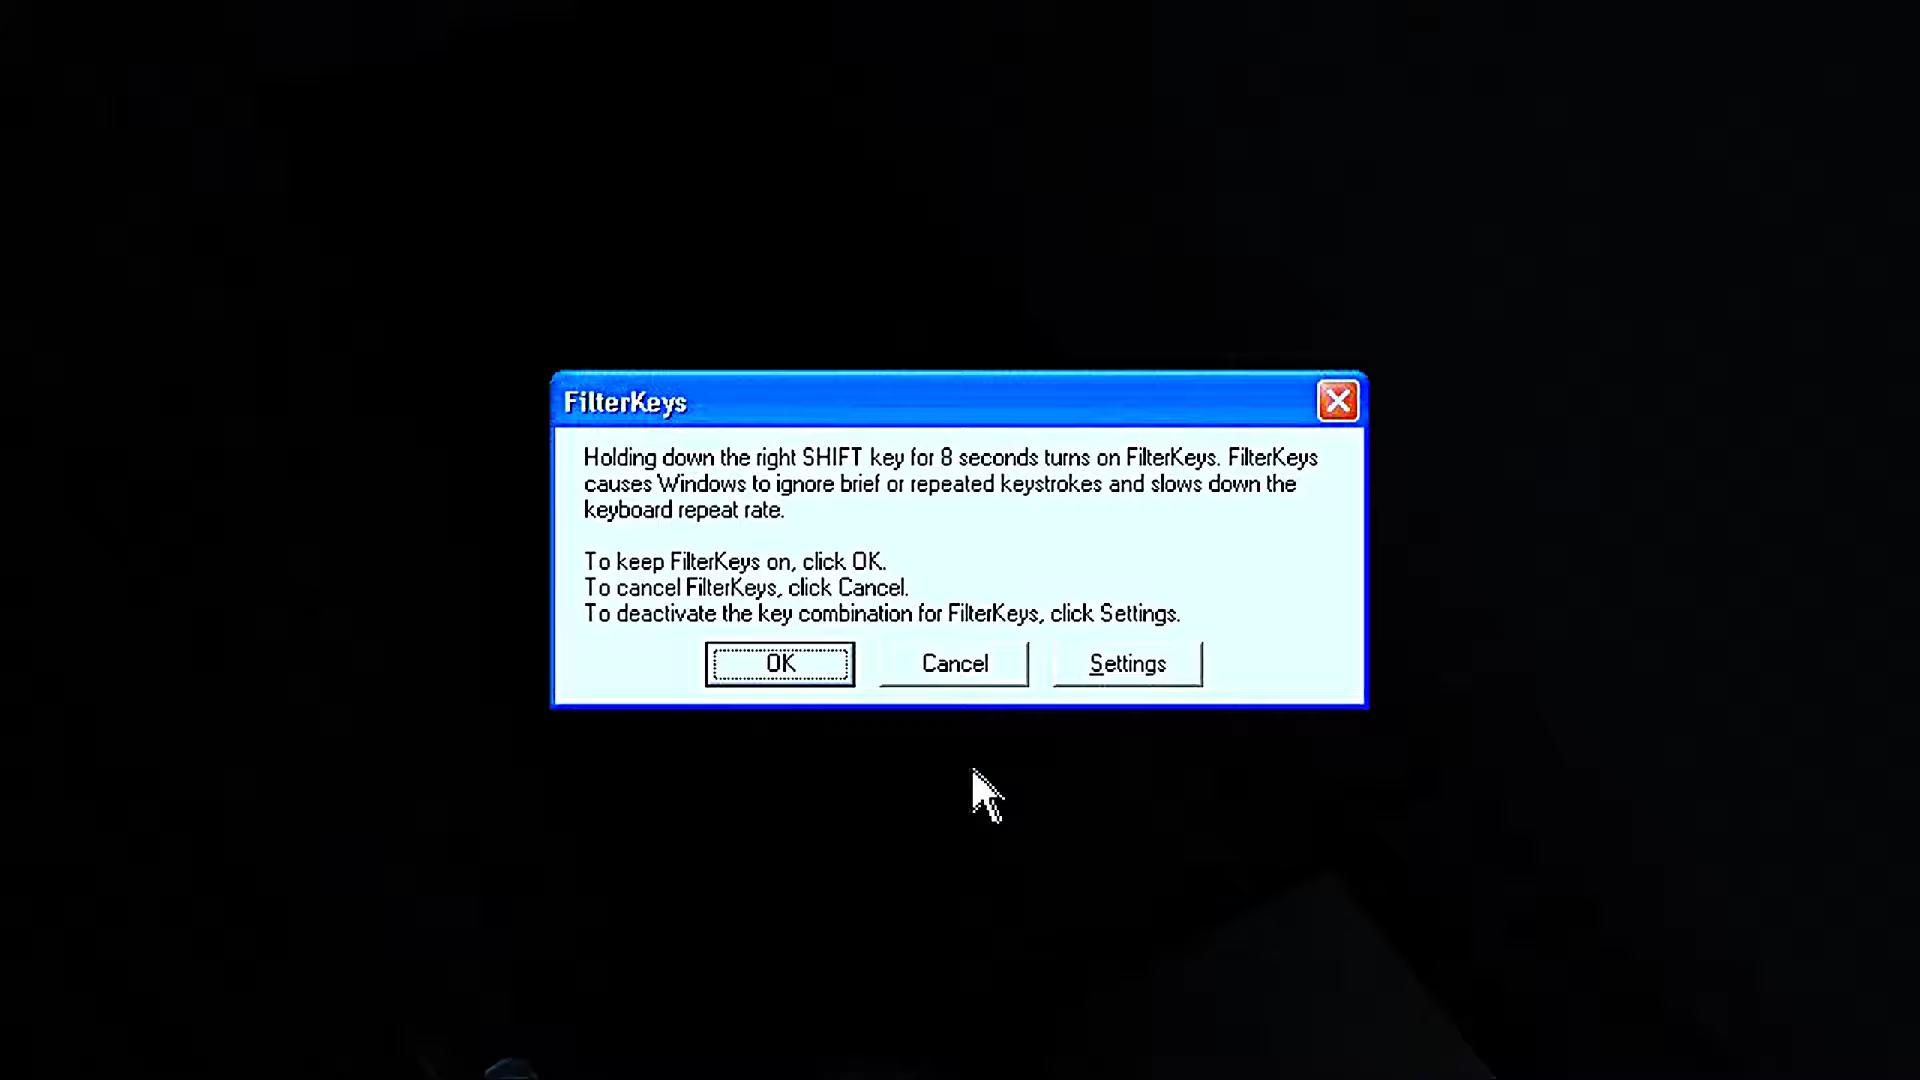 FilterKeys
Holding down the right SHIFT key for 8 seconds turns on FilterKeys. FilterKeys
causes Windows to ignore brief or repeated keystrokes and slows down the
keyboard repeat rate.
To keep FilterKeys on, click OK.
To cancel FilterKeys, click Cancel.
To deactivate the key combination for FilterKeys, click Settings.
OK Cancel Settings